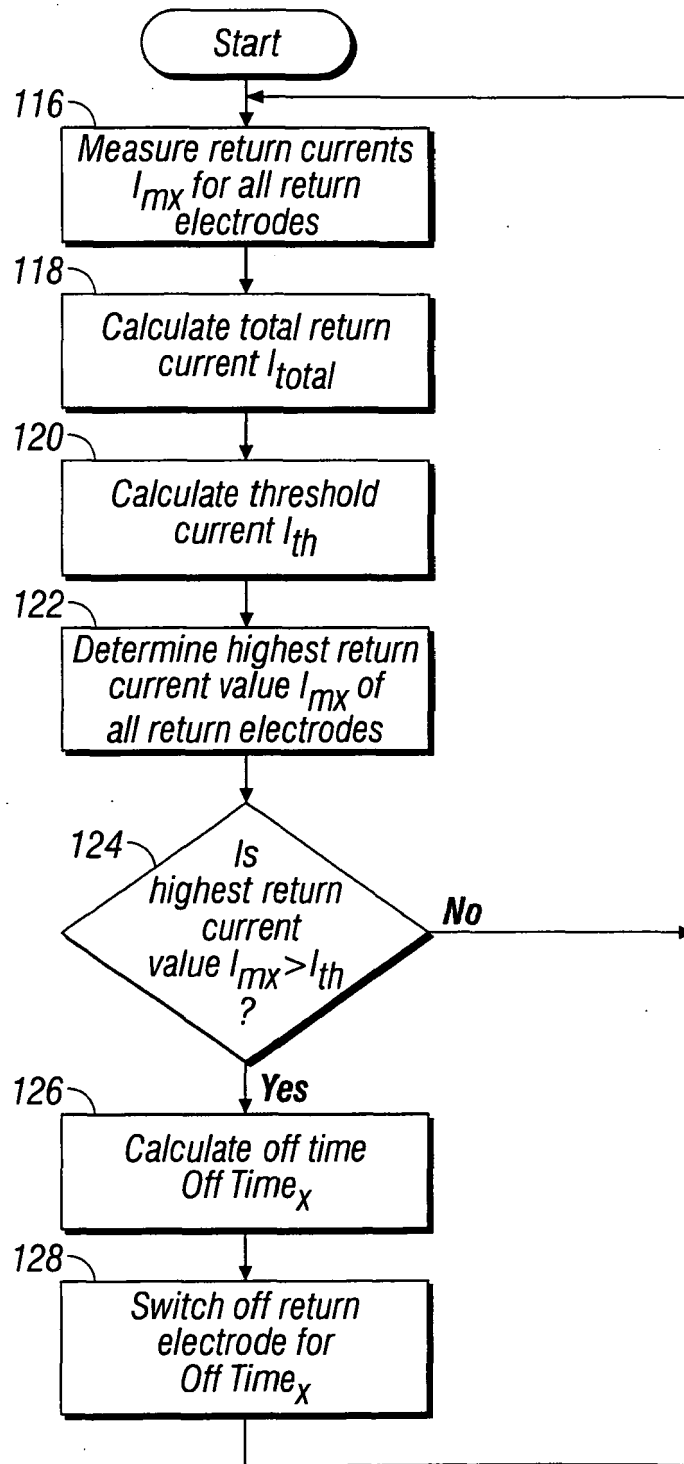 Start
116
Measure return currents
Imx for all return
electrodes
118
Calculate total return
current Itotal
120
Calculate threshold
current Ith
122
Determine highest return
current value Imx of
all return electrodes
124
Is
highest return
current
value Imx>Ith
?
No
Yes
126
Calculate off time
Off Timex
128
Switch off return
electrode for
Off Timex